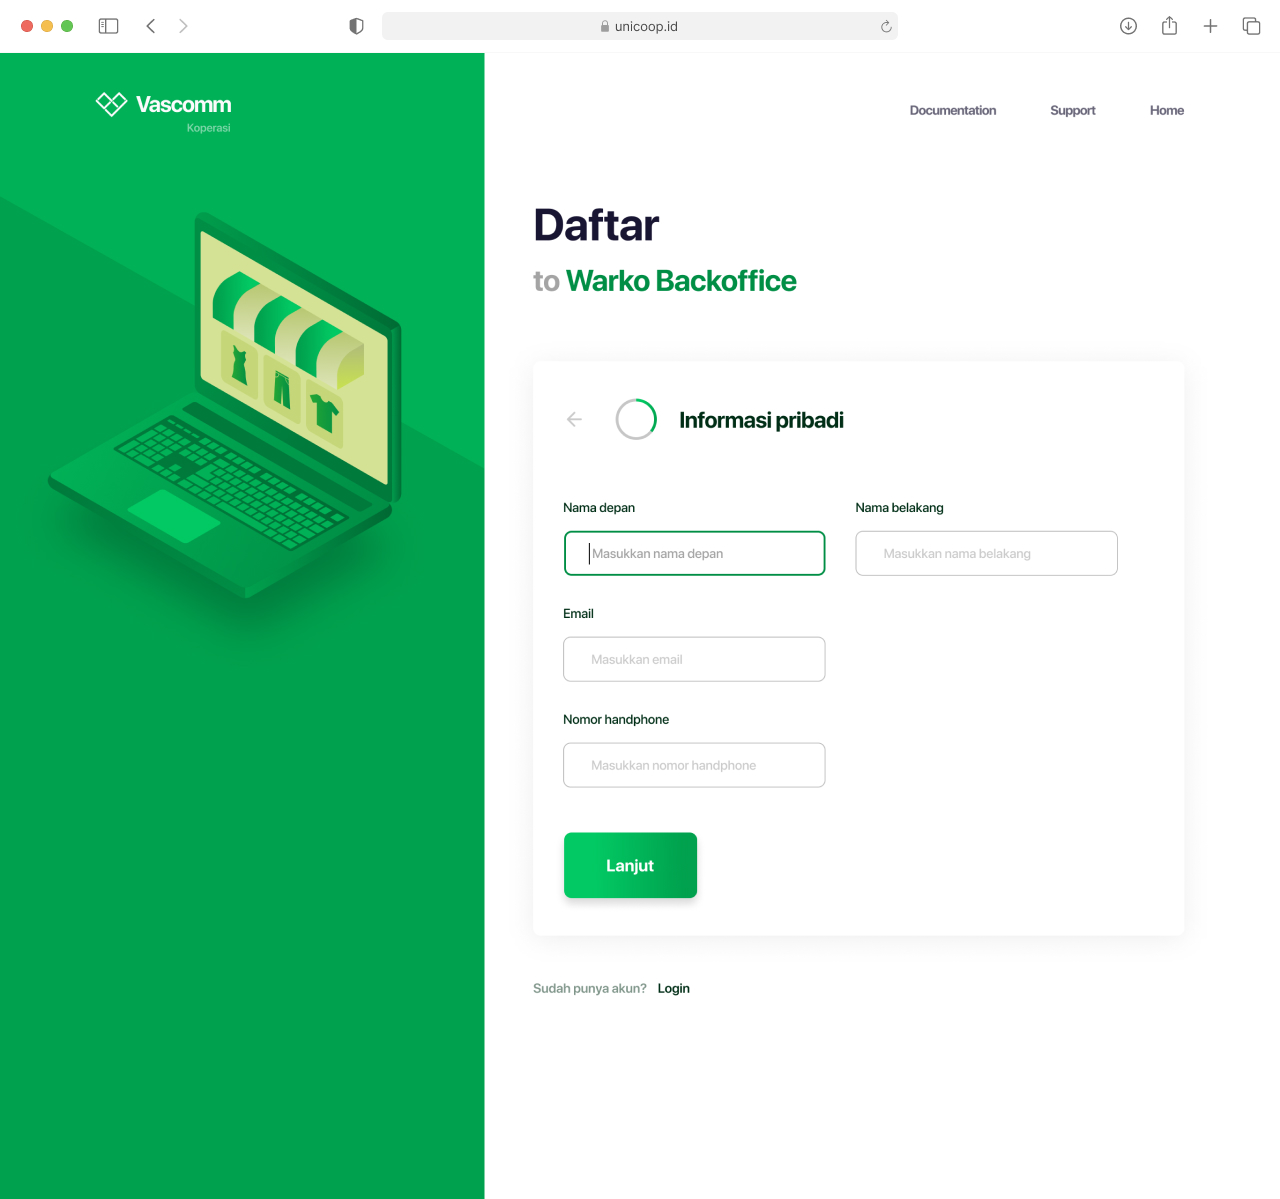 unicoop.id
Vascomm
Koperasi
Documentation Support Home
Daftar
to Warko Backoffice
Informasi pribadi
Nama depan Nama belakang
Masukkan nama depan Masukkan nama belakang
Email
Masukkan email
Nomor handphone
Masukkan nomor handphone
Lanjut
Sudah punya akun? Login